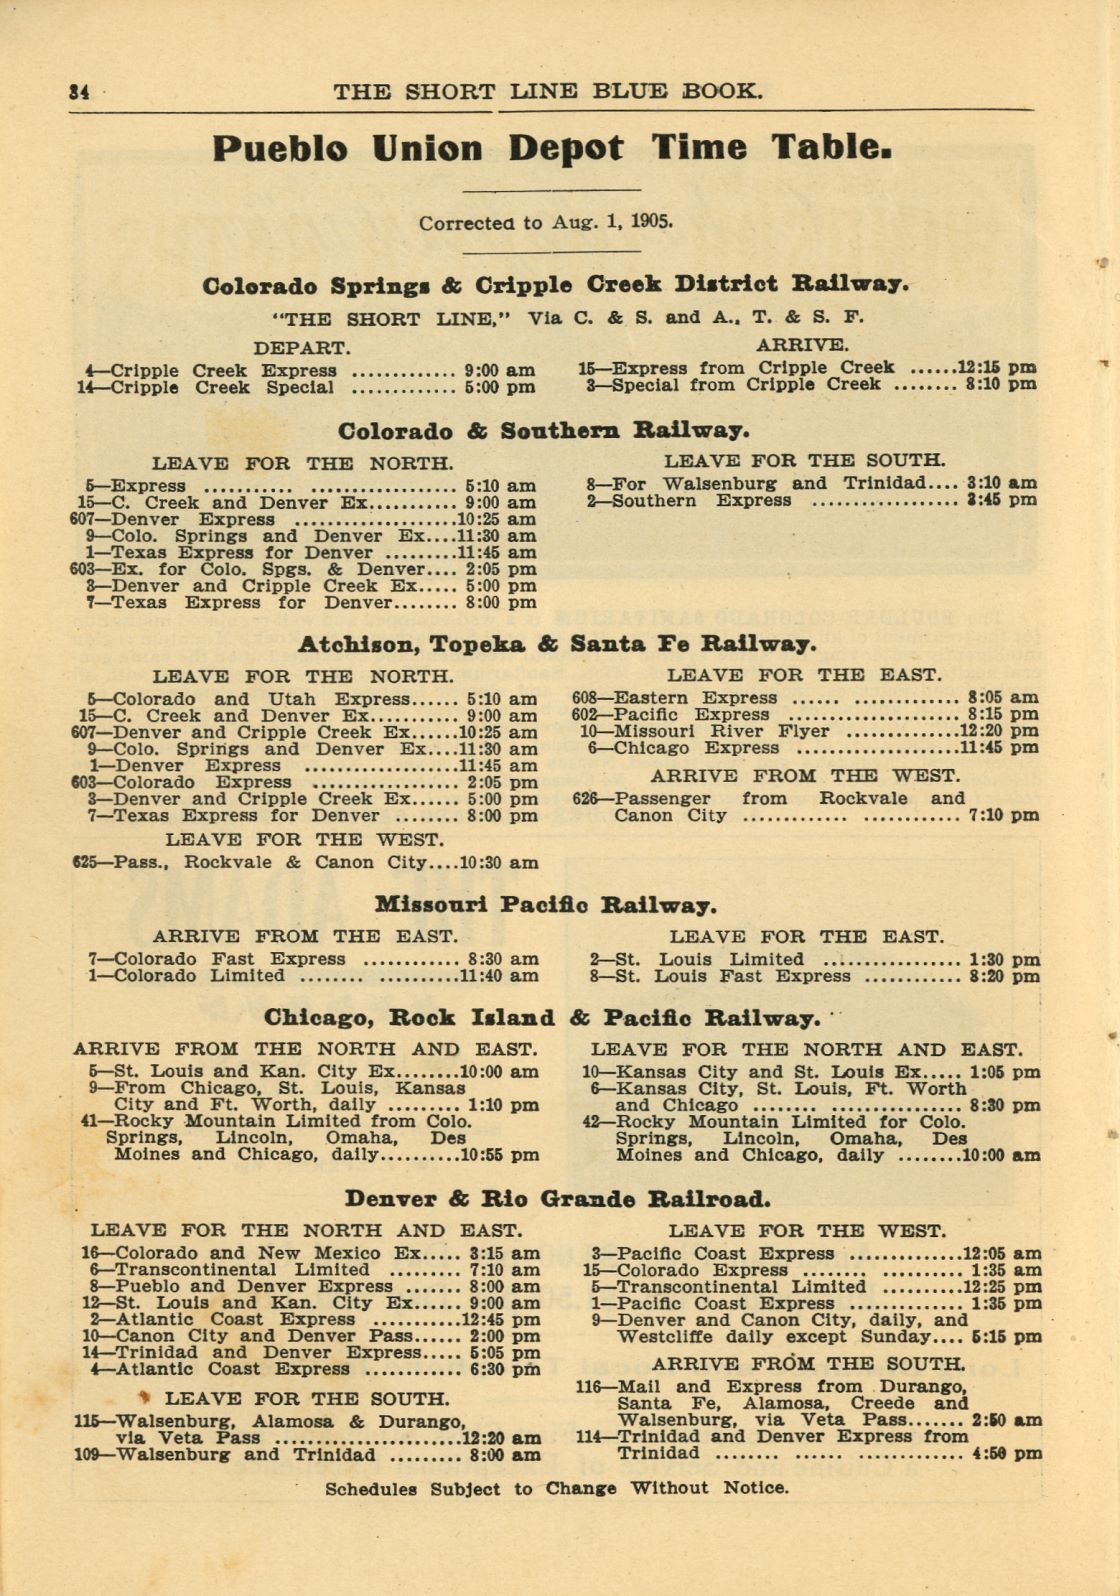 34
THE SHORT LINE BLUE BOOK.
Pueblo Union Depot Time Table.
Corrected to Aug. 1, 1905.
Colorado Springs & Cripple Creek District Railway.
"THE SHORT LINE," Via C. & S. and A., T. & S. F.
DEPART.
4—Cripple Creek Express ............. 9:00 am
14—Cripple Creek Special ............. 5:00 pm
ARRIVE.
15—Express from Cripple Creek ......12:15 pm
3—Special from Cripple Creek ........ 8:10 pm
Colorado & Southern Railway.
LEAVE FOR THE NORTH.
5—Express ........... .................. 5:10 am
15—C. Creek and Denver Ex........... 9:00 am
607—Denver Express ....................10:25 am
9—Colo. Springs and Denver Ex....11:30 am
1—Texas Express for Denver .........11:45 am
603—Ex. for Colo. Spgs. & Denver.... 2:05 pm
3—Denver and Cripple Creek Ex..... 5:00 pm
7—Texas Express for Denver........ 8:00 pm
LEAVE FOR THE SOUTH.
8—For Walsenburg and Trinidad.... 3:10 am
2—Southern Express .................. 3:45 pm
Atchison, Topeka & Santa Fe Railway.
LEAVE FOR THE NORTH.
5—Colorado and Utah Express...... 5:10 am
15—C. Creek and Denver Ex........... 9:00 am
607—Denver and Cripple Creek Ex......10:25 am
9—Colo. Springs and Denver Ex....11:30 am
1—Denver Express ...................11:45 am
603—Colorado Express .................. 2:05 pm
3—Denver and Cripple Creek Ex...... 5:00 pm
7—Texas Express for Denver ........ 8:00 pm
LEAVE FOR THE WEST.
625—Pass., Rockvale & Canon City....10:30 am
LEAVE FOR THE EAST.
608—Eastern Express ...... ............. 8:05 am
602—Pacific Express ..................... 8:15 pm
10—Missouri River Flyer ..............12:20 pm
6—Chicago Express ....................11:45 pm
ARRIVE FROM THE WEST.
626—Passenger from Rockvale and
Canon City ............. ............ 7:10 pm
Missouri Pacific Railway.
ARRIVE FROM THE EAST.
7—Colorado Fast Express ............ 8:30 am
1—Colorado Limited ........ ..........11:40 am
LEAVE FOR THE EAST.
2—St. Louis Limited ................. 1:30 pm
8—St. Louis Fast Express ............ 8:20 pm
Chicago, Rock Island & Pacific Railway.
ARRIVE FROM THE NORTH AND EAST.
5—St. Louis and Kan. City Ex........10:00 am
9—From Chicago, St. Louis, Kansas
City and Ft. Worth, daily ......... 1:10 pm
41—Rocky Mountain Limited from Colo.
Springs, Lincoln, Omaha, Des
Moines and Chicago, daily..........10:55 pm
LEAVE FOR THE NORTH AND EAST.
10—Kansas City and St. Louis Ex..... 1:05 pm
6—Kansas City, St. Louis, Ft. Worth
and Chicago ........ ................ 8:30 pm
42—Rocky Mountain Limited for Colo.
Springs, Lincoln, Omaha, Des
Moines and Chicago, daily ........10:00 am
Denver & Rio Grande Railroad.
LEAVE FOR THE NORTH AND EAST.
16—Colorado and New Mexico Ex..... 3:15 am
6—Transcontinental Limited ......... 7:10 am
8—Pueblo and Denver Express ....... 8:00 am
12—St. Louis and Kan. City Ex...... 9:00 am
2—Atlantic Coast Express ...........12:45 pm
10—Canon City and Denver Pass...... 2:00 pm
14—Trinidad and Denver Express..... 5:05 pm
4—Atlantic Coast Express ............ 6:30 pm
LEAVE FOR THE SOUTH.
115—Walsenburg, Alamosa & Durango,
via Veta Pass .......................12:20 am
109—Walsenburg and Trinidad ......... 8:00 am
LEAVE FOR THE WEST.
3—Pacific Coast Express ..............12:05 am
15—Colorado Express ........ .......... 1:35 am
5—Transcontinental Limited ..........12:25 pm
1—Pacific Coast Express .............. 1:35 pm
9—Denver and Canon City, daily, and
Westcliffe daily except Sunday.... 5:15 pm
ARRIVE FROM THE SOUTH.
116—Mail and Express from Durango,
Santa Fe, Alamosa, Creede and
Walsenburg, via Veta Pass....... 2:50 am
114—Trinidad and Denver Express from
Trinidad ........ ...... ............. 4:50 pm
Schedules Subject to Change Without Notice.